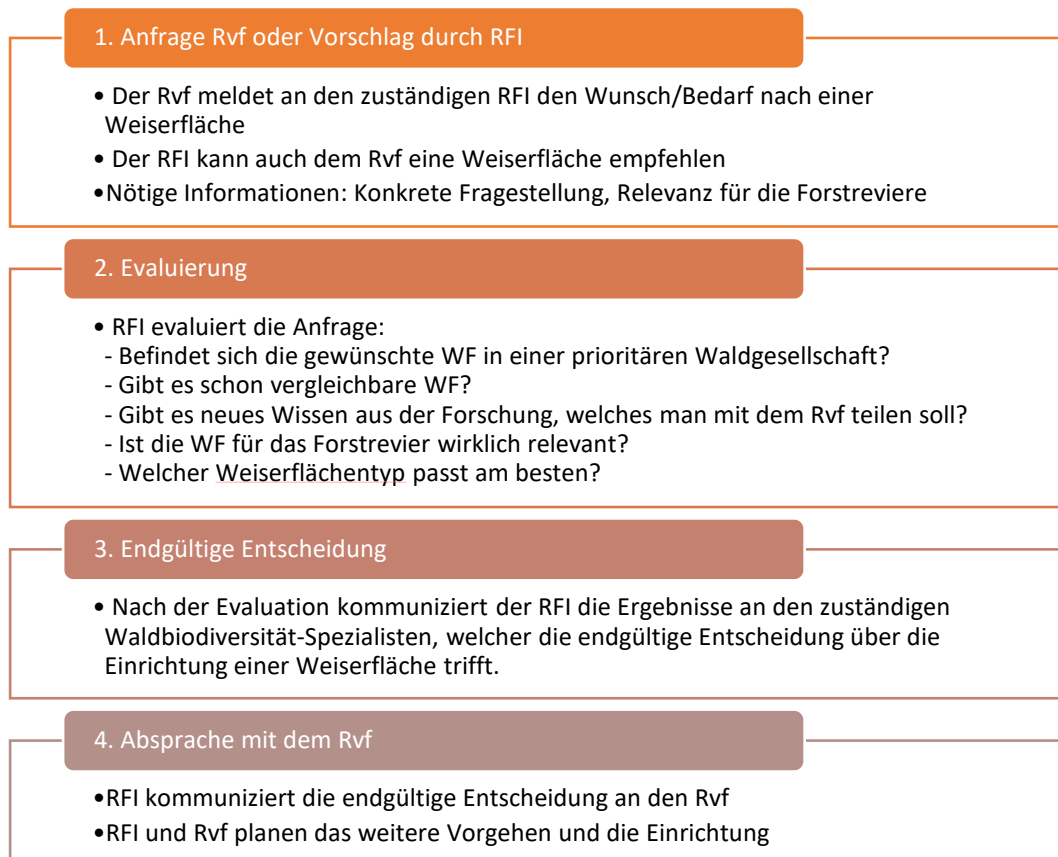 1. Anfrage Rvf oder Vorschlag durch RFI
• Der Rvf meldet an den zuständigen RFI den Wunsch/Bedarf nach einer
Weiserfläche
• Der RFI kann auch dem Rvf eine Weiserfläche empfehlen
•Nötige Informationen: Konkrete Fragestellung, Relevanz für die Forstreviere
2. Evaluierung
• RFI evaluiert die Anfrage:
- Befindet sich die gewünschte WF in einer prioritären Waldgesellschaft?
- Gibt es schon vergleichbare WF?
- Gibt es neues Wissen aus der Forschung, welches man mit dem Rvf teilen soll?
- Ist die WF für das Forstrevier wirklich relevant?
- Welcher Weiserflächentyp passt am besten?
3. Endgültige Entscheidung
• Nach der Evaluation kommuniziert der RFI die Ergebnisse an den zuständigen
Waldbiodiversität-Spezialisten, welcher die endgültige Entscheidung über die
Einrichtung einer Weiserfläche trifft.
4. Absprache mit dem Rvf
•RFI kommuniziert die endgültige Entscheidung an den Rvf
•RFI und Rvf planen das weitere Vorgehen und die Einrichtung